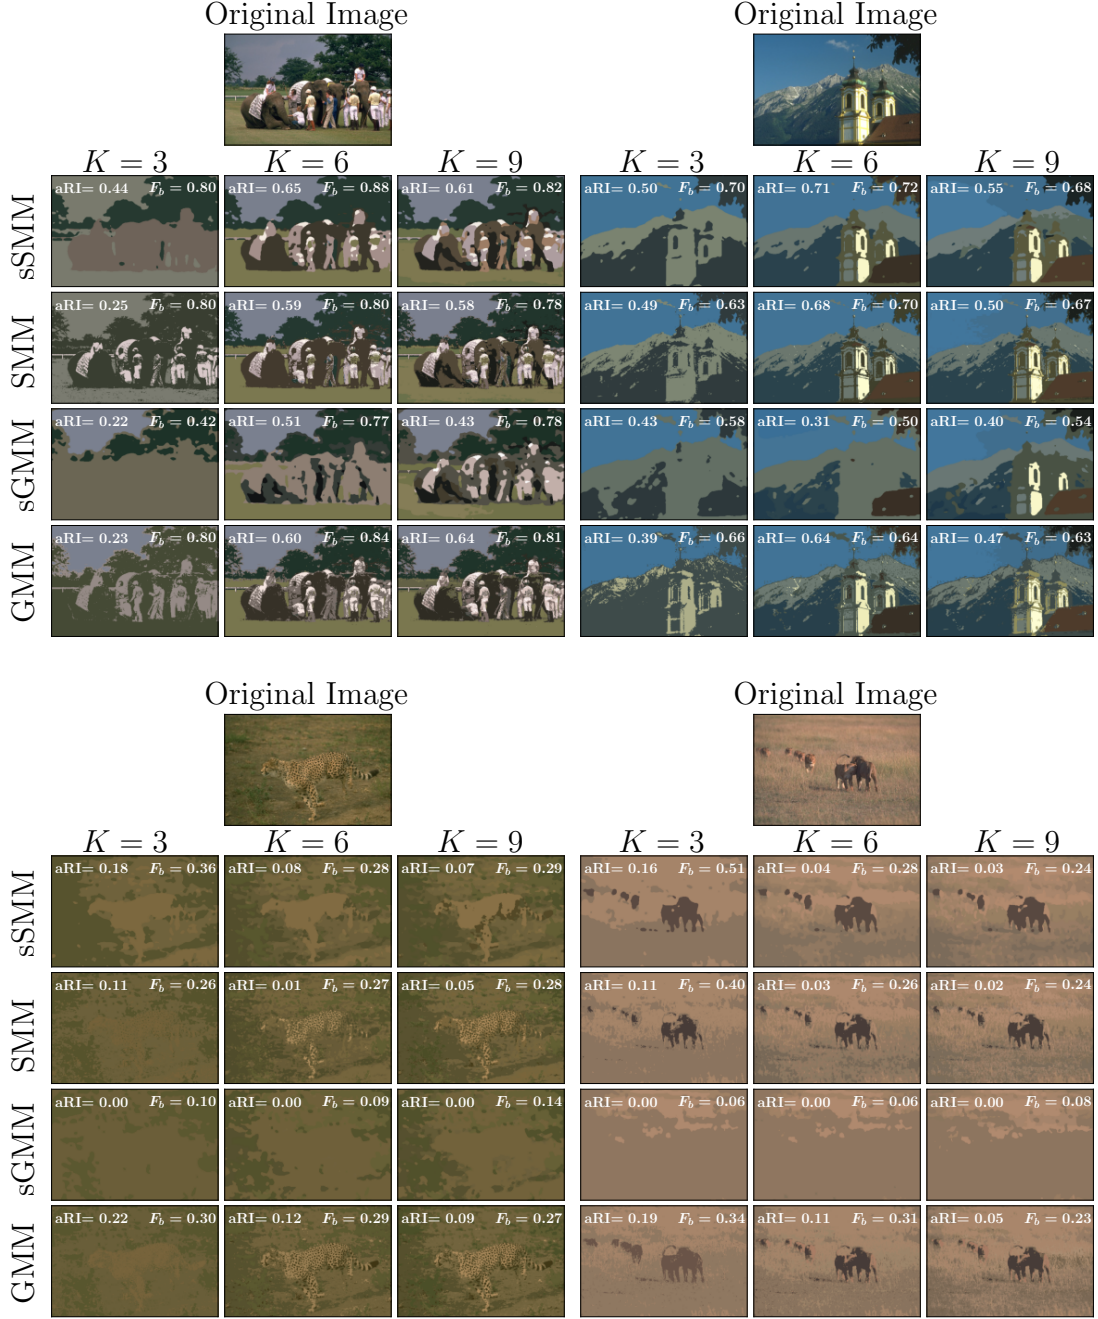 Original Image Original Image
K = 3 K = 6 K = 9 K = 3 K = 6 K = 9
sSMM
aRI= 0.44 F_b = 0.80 aRI= 0.65 F_b = 0.88 aRI= 0.61 F_b = 0.82 aRI= 0.50 F_b = 0.70 aRI= 0.71 F_b = 0.72 aRI= 0.55 F_b = 0.68
SMM
aRI= 0.25 F_b = 0.80 aRI= 0.59 F_b = 0.80 aRI= 0.58 F_b = 0.78 aRI= 0.49 F_b = 0.63 aRI= 0.68 F_b = 0.70 aRI= 0.50 F_b = 0.67
sGMM
aRI= 0.22 F_b = 0.42 aRI= 0.51 F_b = 0.77 aRI= 0.43 F_b = 0.78 aRI= 0.43 F_b = 0.58 aRI= 0.31 F_b = 0.50 aRI= 0.40 F_b = 0.54
GMM
aRI= 0.23 F_b = 0.80 aRI= 0.60 F_b = 0.84 aRI= 0.64 F_b = 0.81 aRI= 0.39 F_b = 0.66 aRI= 0.64 F_b = 0.64 aRI= 0.47 F_b = 0.63
Original Image Original Image
K = 3 K = 6 K = 9 K = 3 K = 6 K = 9
sSMM
aRI= 0.18 F_b = 0.36 aRI= 0.08 F_b = 0.28 aRI= 0.07 F_b = 0.29 aRI= 0.16 F_b = 0.51 aRI= 0.04 F_b = 0.28 aRI= 0.03 F_b = 0.24
SMM
aRI= 0.11 F_b = 0.26 aRI= 0.01 F_b = 0.27 aRI= 0.05 F_b = 0.28 aRI= 0.11 F_b = 0.40 aRI= 0.03 F_b = 0.26 aRI= 0.02 F_b = 0.24
sGMM
aRI= 0.00 F_b = 0.10 aRI= 0.00 F_b = 0.09 aRI= 0.00 F_b = 0.14 aRI= 0.00 F_b = 0.06 aRI= 0.00 F_b = 0.06 aRI= 0.00 F_b = 0.08
GMM
aRI= 0.22 F_b = 0.30 aRI= 0.12 F_b = 0.29 aRI= 0.09 F_b = 0.27 aRI= 0.19 F_b = 0.34 aRI= 0.11 F_b = 0.31 aRI= 0.05 F_b = 0.23